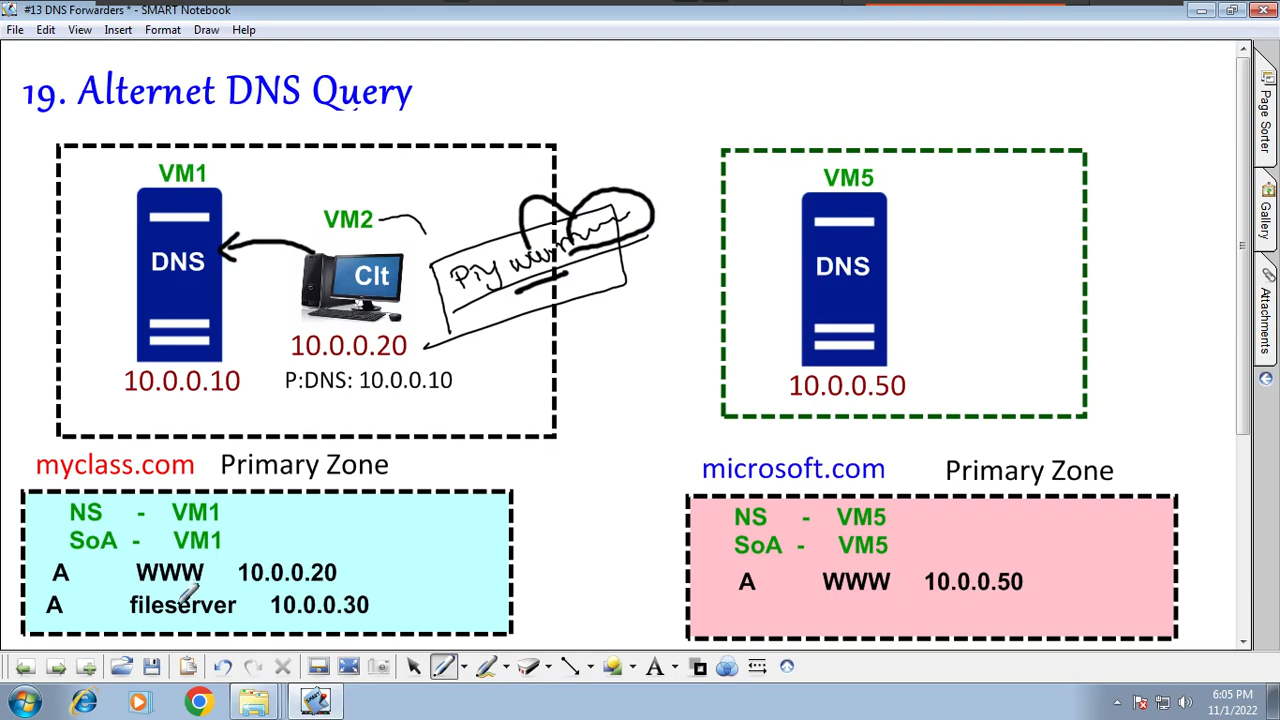 #13 DNS Forwarders * - SMART Notebook
File Edit View Insert Format Draw Help
19. Alternet DNS Query
VM1
DNS
10.0.0.10
VM2
Clt
10.0.0.20
P:DNS: 10.0.0.10
VM5
DNS
10.0.0.50
myclass.com Primary Zone
NS - VM1
SoA - VM1
A WWW 10.0.0.20
A fileserver 10.0.0.30
microsoft.com Primary Zone
NS - VM5
SoA - VM5
A WWW 10.0.0.50
Page Sorter
Gallery
Attachments
A
6:05 PM
11/1/2022